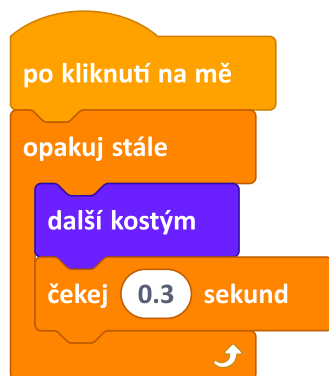 po kliknutí na mě
opakuj stále
další kostým
čekej 0.3 sekund